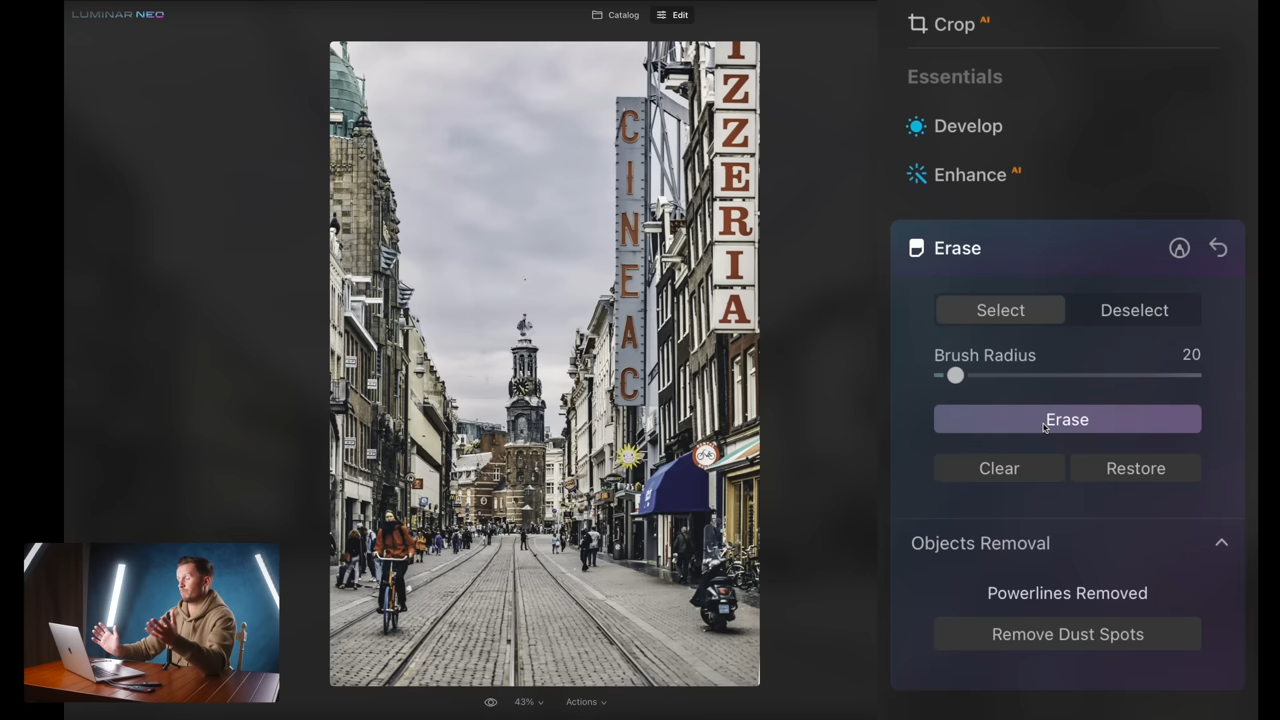 LUMINAR NEO
Catalog
Edit
Crop AI
Essentials
Develop
Enhance AI
Erase
Select
Deselect
Brush Radius
20
Erase
Clear
Restore
Objects Removal
Powerlines Removed
Remove Dust Spots
CINEAC
IZZERIA
43%
Actions